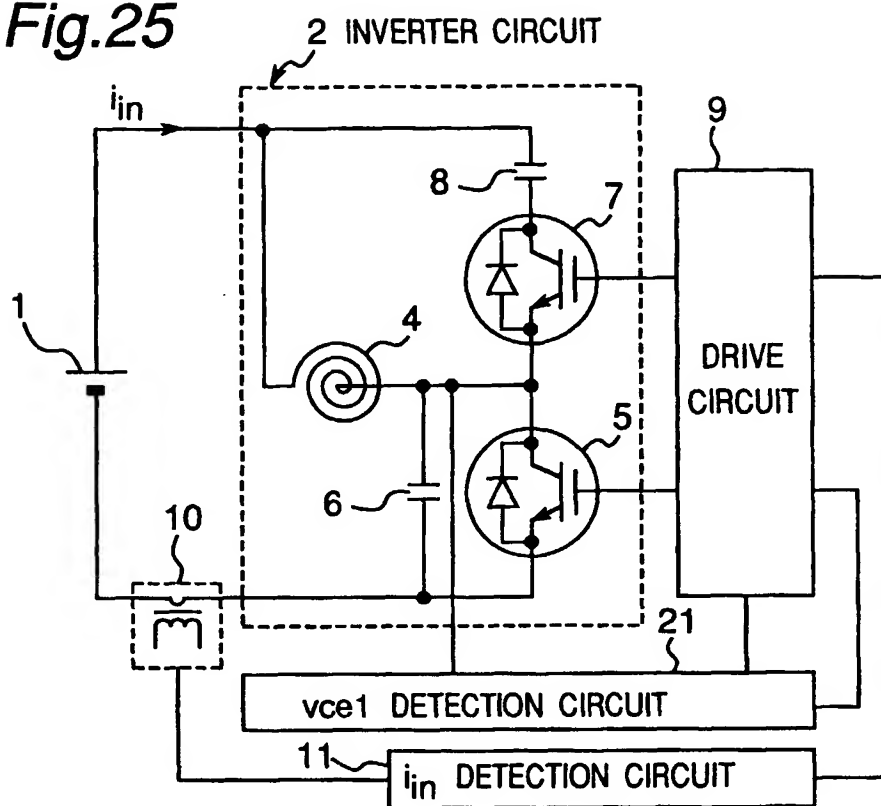 Fig.25
2 INVERTER CIRCUIT
iin
8
7
9
1
4
DRIVE
CIRCUIT
5
6
10
21
vce1 DETECTION CIRCUIT
11
iin DETECTION CIRCUIT